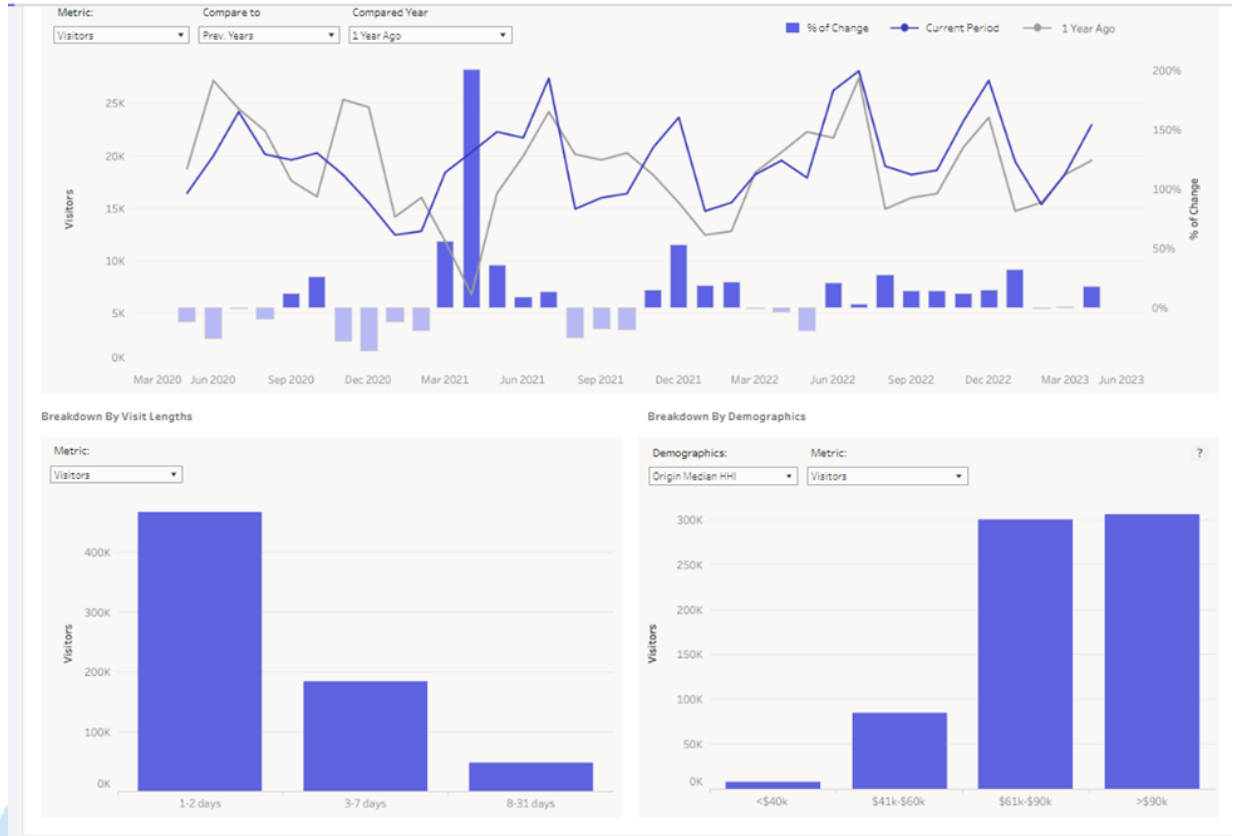 Metric: Compare to Compared Year
Visitors Prev. Years 1 Year Ago
% of Change Current Period 1 Year Ago
200%
25K
150%
20K
100%
15K
Visitors
% of Change
10K
50%
5K
0%
0K
Mar 2020 Jun 2020 Sep 2020 Dec 2020 Mar 2021 Jun 2021 Sep 2021 Dec 2021 Mar 2022 Jun 2022 Sep 2022 Dec 2022 Mar 2023 Jun 2023
Breakdown By Visit Lengths
Metric:
Visitors
400K
300K
Visitors
200K
100K
0K
1-2 days 3-7 days 8-31 days
Breakdown By Demographics
Demographics: Metric: ?
Origin Median HHI Visitors
300K
250K
200K
Visitors
150K
100K
50K
0K
<$40k $41k-$60k $61k-$90k >$90k